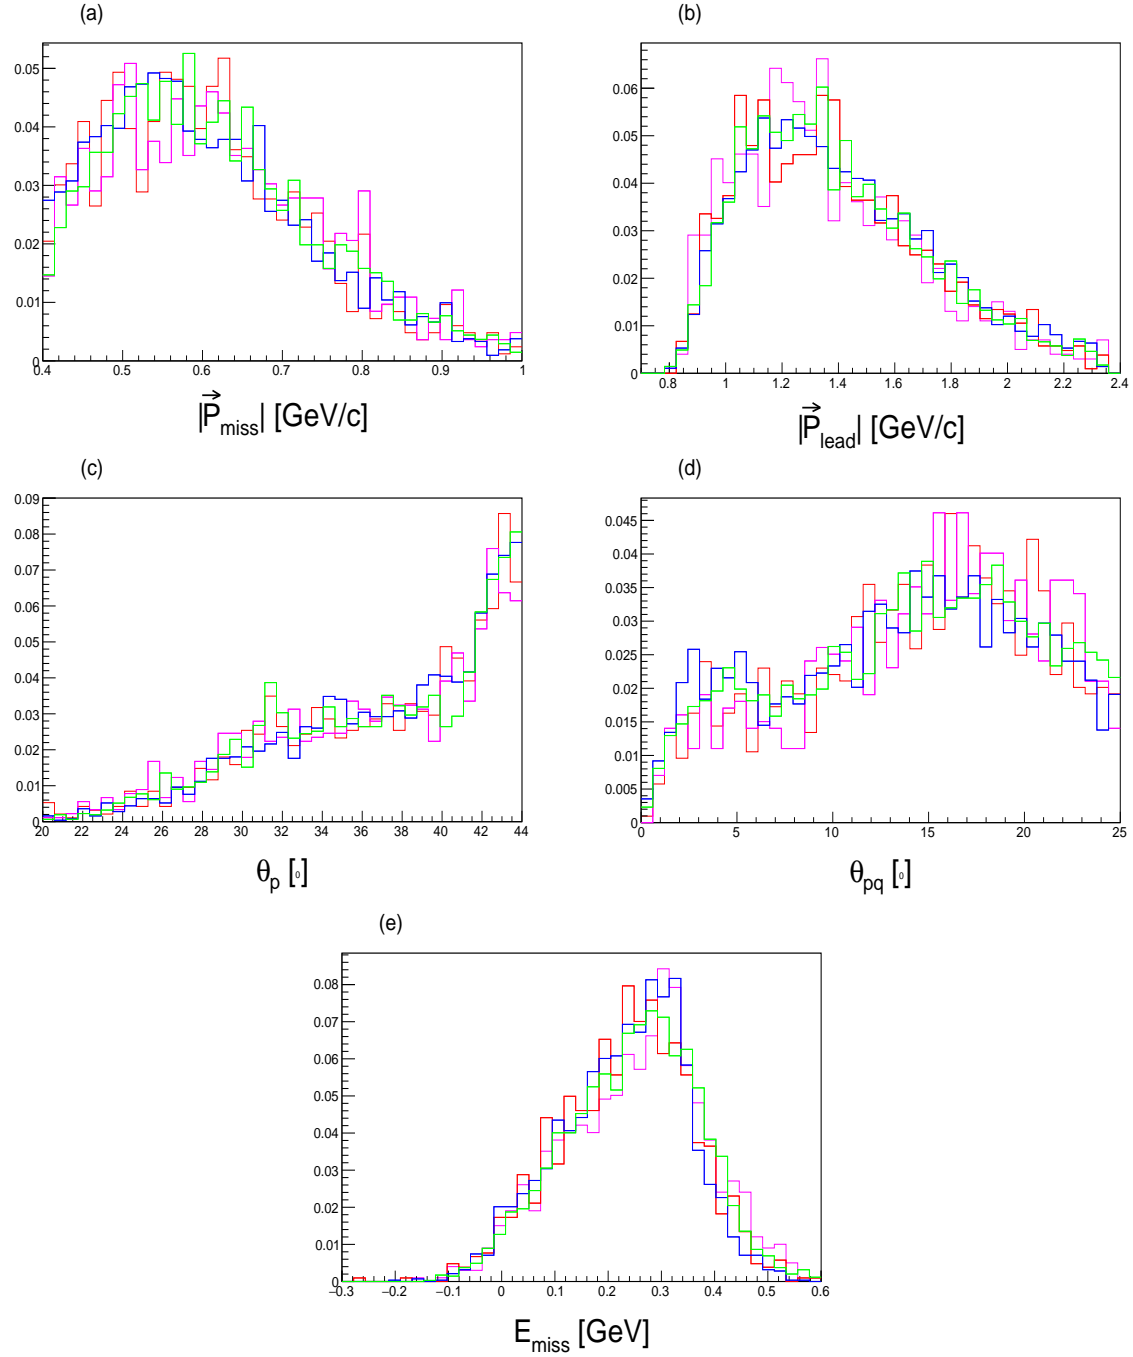 (a)
0.05
0.04
0.03
0.02
0.01
0
0.4 0.5 0.6 0.7 0.8 0.9 1
|P⃗miss| [GeV/c]
(b)
0.06
0.05
0.04
0.03
0.02
0.01
0
0.8 1 1.2 1.4 1.6 1.8 2 2.2 2.4
|P⃗lead| [GeV/c]
(c)
0.09
0.08
0.07
0.06
0.05
0.04
0.03
0.02
0.01
0
20 22 24 26 28 30 32 34 36 38 40 42 44
θp [0]
(d)
0.045
0.04
0.035
0.03
0.025
0.02
0.015
0.01
0.005
0
0 5 10 15 20 25
θpq [0]
(e)
0.08
0.07
0.06
0.05
0.04
0.03
0.02
0.01
0
−0.3 −0.2 −0.1 0 0.1 0.2 0.3 0.4 0.5 0.6
Emiss [GeV]